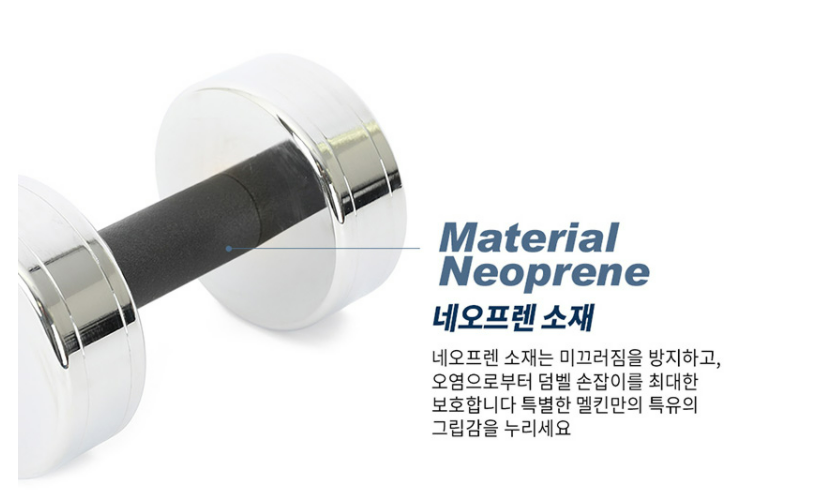 Material
Neoprene
네오프렌 소재
네오프렌 소재는 미끄러짐을 방지하고,
오염으로부터 덤벨 손잡이를 최대한
보호합니다 특별한 멜킨만의 특유의
그립감을 누리세요